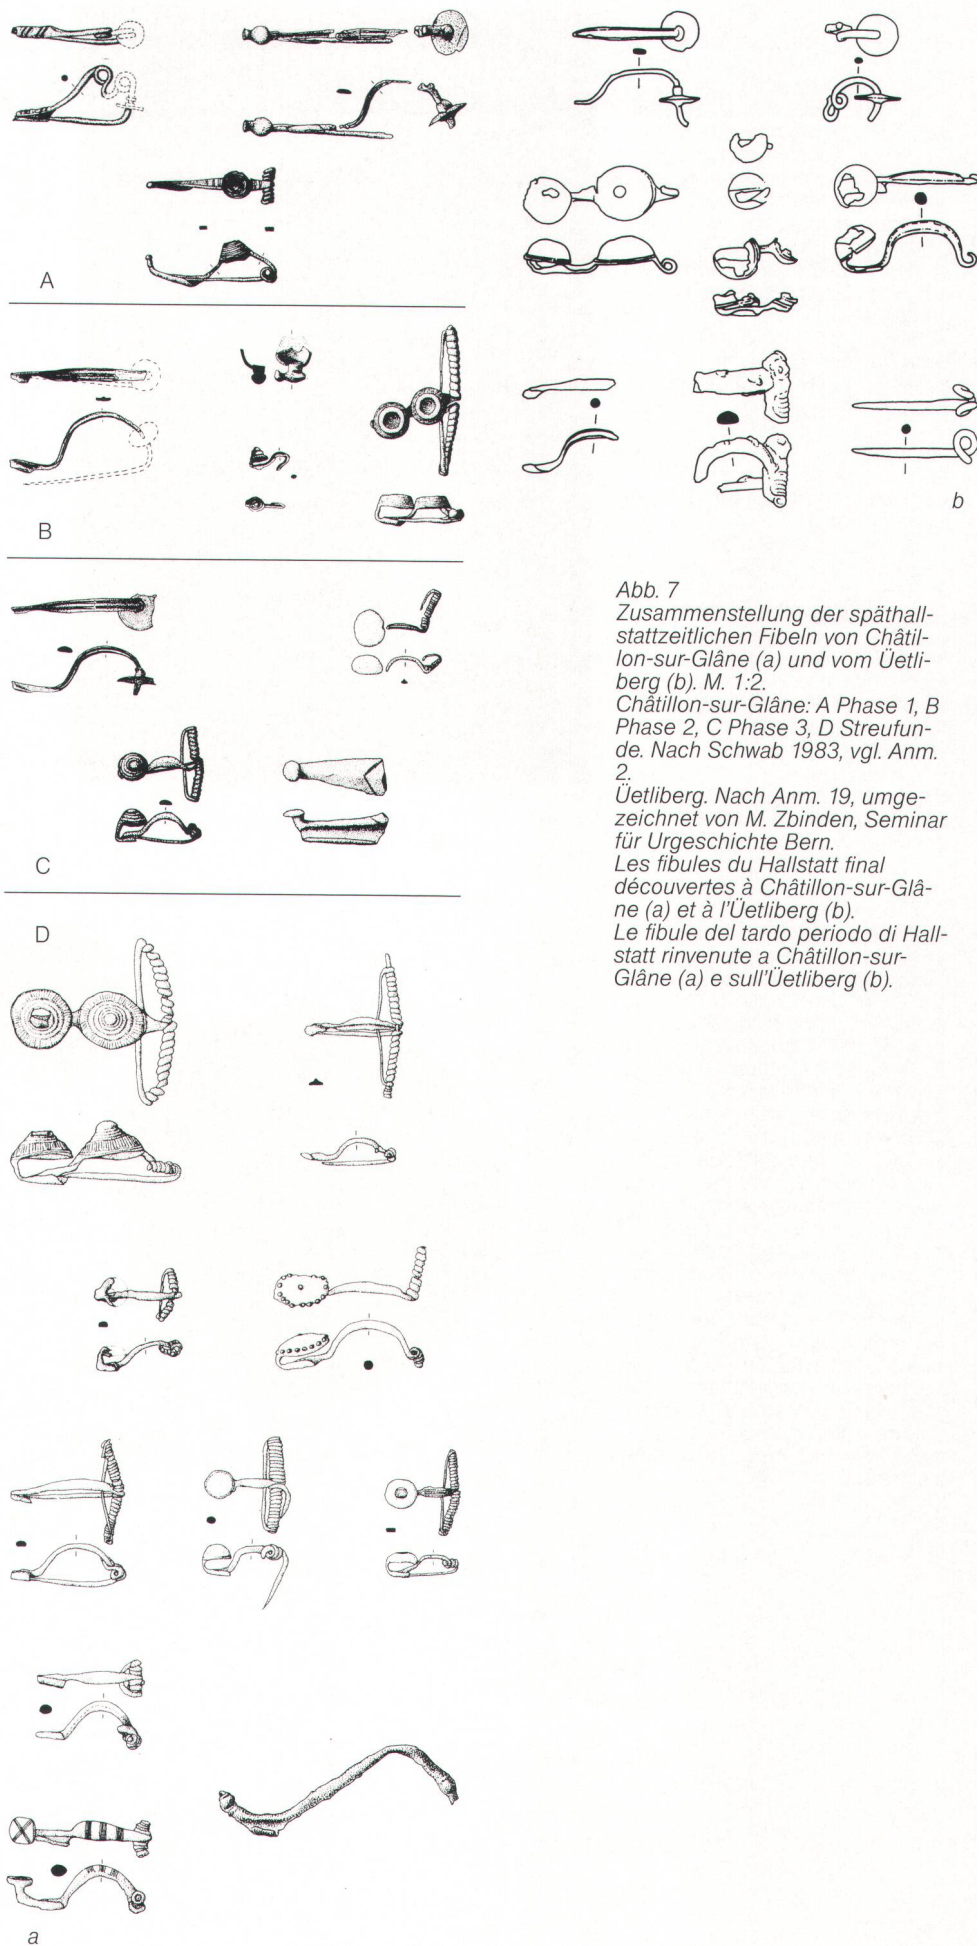 A
B
C
D
a
b
Abb. 7
Zusammenstellung der späthall-
stattzeitlichen Fibeln von Châtil-
lon-sur-Glâne (a) und vom Üetli-
berg (b). M. 1:2.
Châtillon-sur-Glâne: A Phase 1, B
Phase 2, C Phase 3, D Streufun-
de. Nach Schwab 1983, vgl. Anm.
2.
Üetliberg. Nach Anm. 19, umge-
zeichnet von M. Zbinden, Seminar
für Urgeschichte Bern.
Les fibules du Hallstatt final
découvertes à Châtillon-sur-Glâ-
ne (a) et à l'Üetliberg (b).
Le fibule del tardo periodo di Hall-
statt rinvenute a Châtillon-sur-
Glâne (a) e sull'Üetliberg (b).